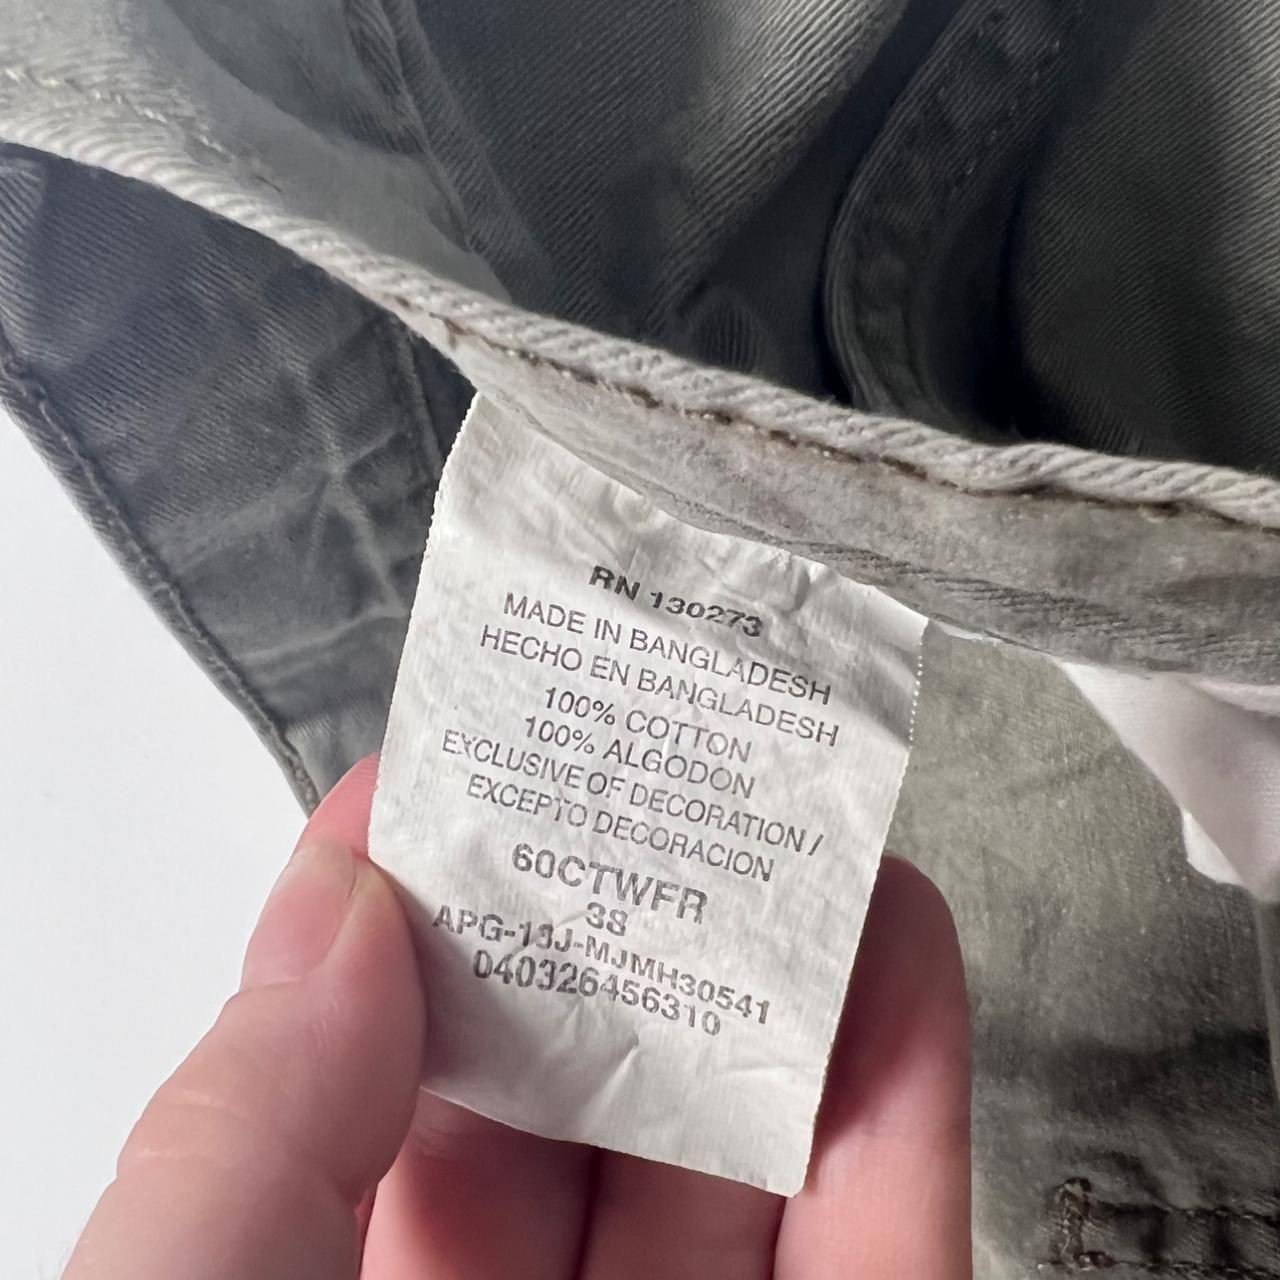 RN 130273
MADE IN BANGLADESH
HECHO EN BANGLADESH
100% COTTON
100% ALGODON
EXCLUSIVE OF DECORATION /
EXCEPTO DECORACION
60CTWFR
38
APG-13J-MJMH30541
040326456310